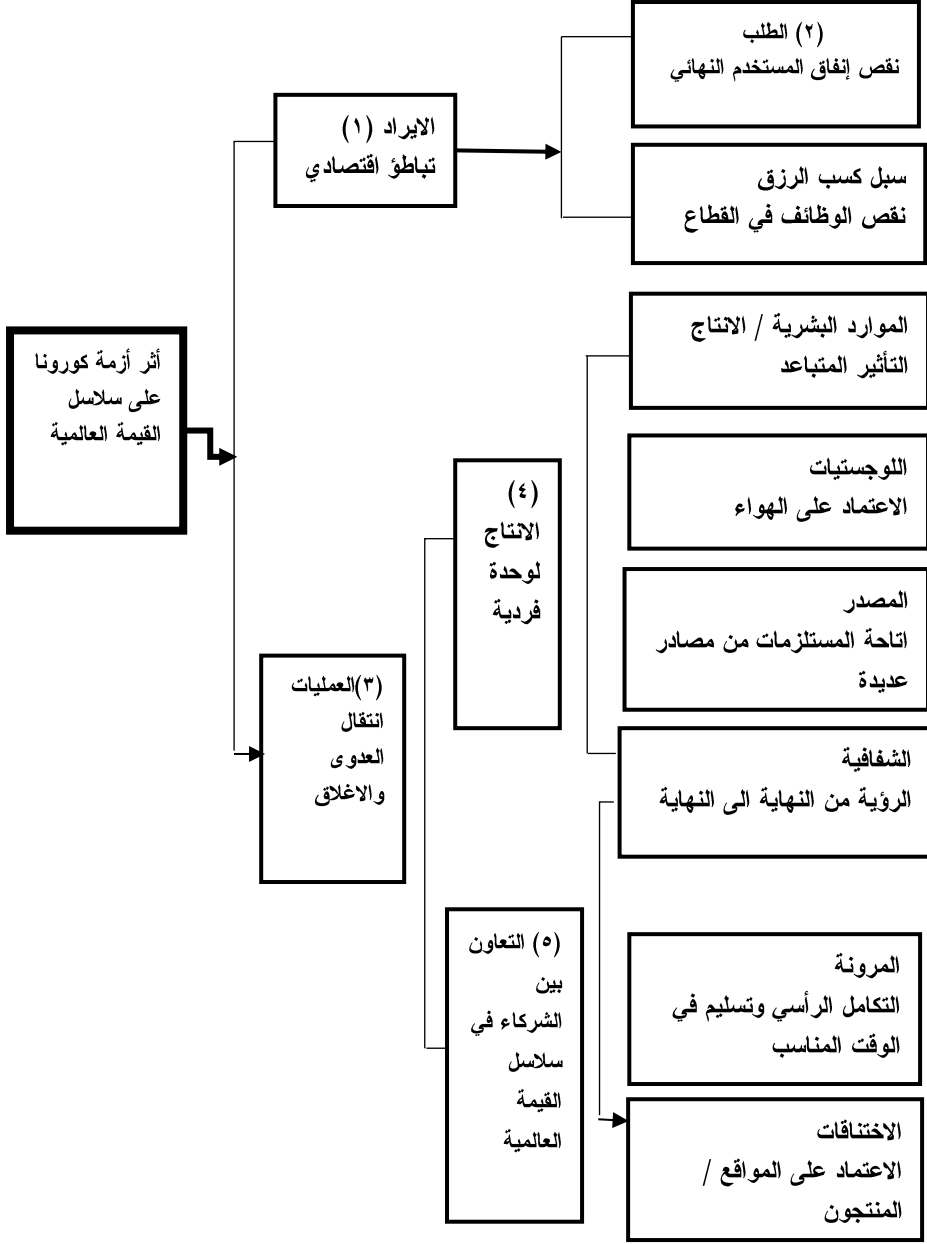 أثر أزمة كورونا
على سلاسل
القيمة العالمية
الايراد (١)
تباطؤ اقتصادي
(٢) الطلب
نقص إنفاق المستخدم النهائي
سبل كسب الرزق
نقص الوظائف في القطاع
(٣)العمليات
انتقال
العدوى
والاغلاق
(٤)
الانتاج
لوحدة
فردية
الموارد البشرية / الانتاج
التأثير المتباعد
اللوجستيات
الاعتماد على الهواء
المصدر
اتاحة المستلزمات من مصادر
عديدة
الشفافية
الرؤية من النهاية الى النهاية
(٥) التعاون
بين
الشركاء في
سلاسل
القيمة
العالمية
المرونة
التكامل الرأسي وتسليم في
الوقت المناسب
الاختناقات
الاعتماد على المواقع /
المنتجون